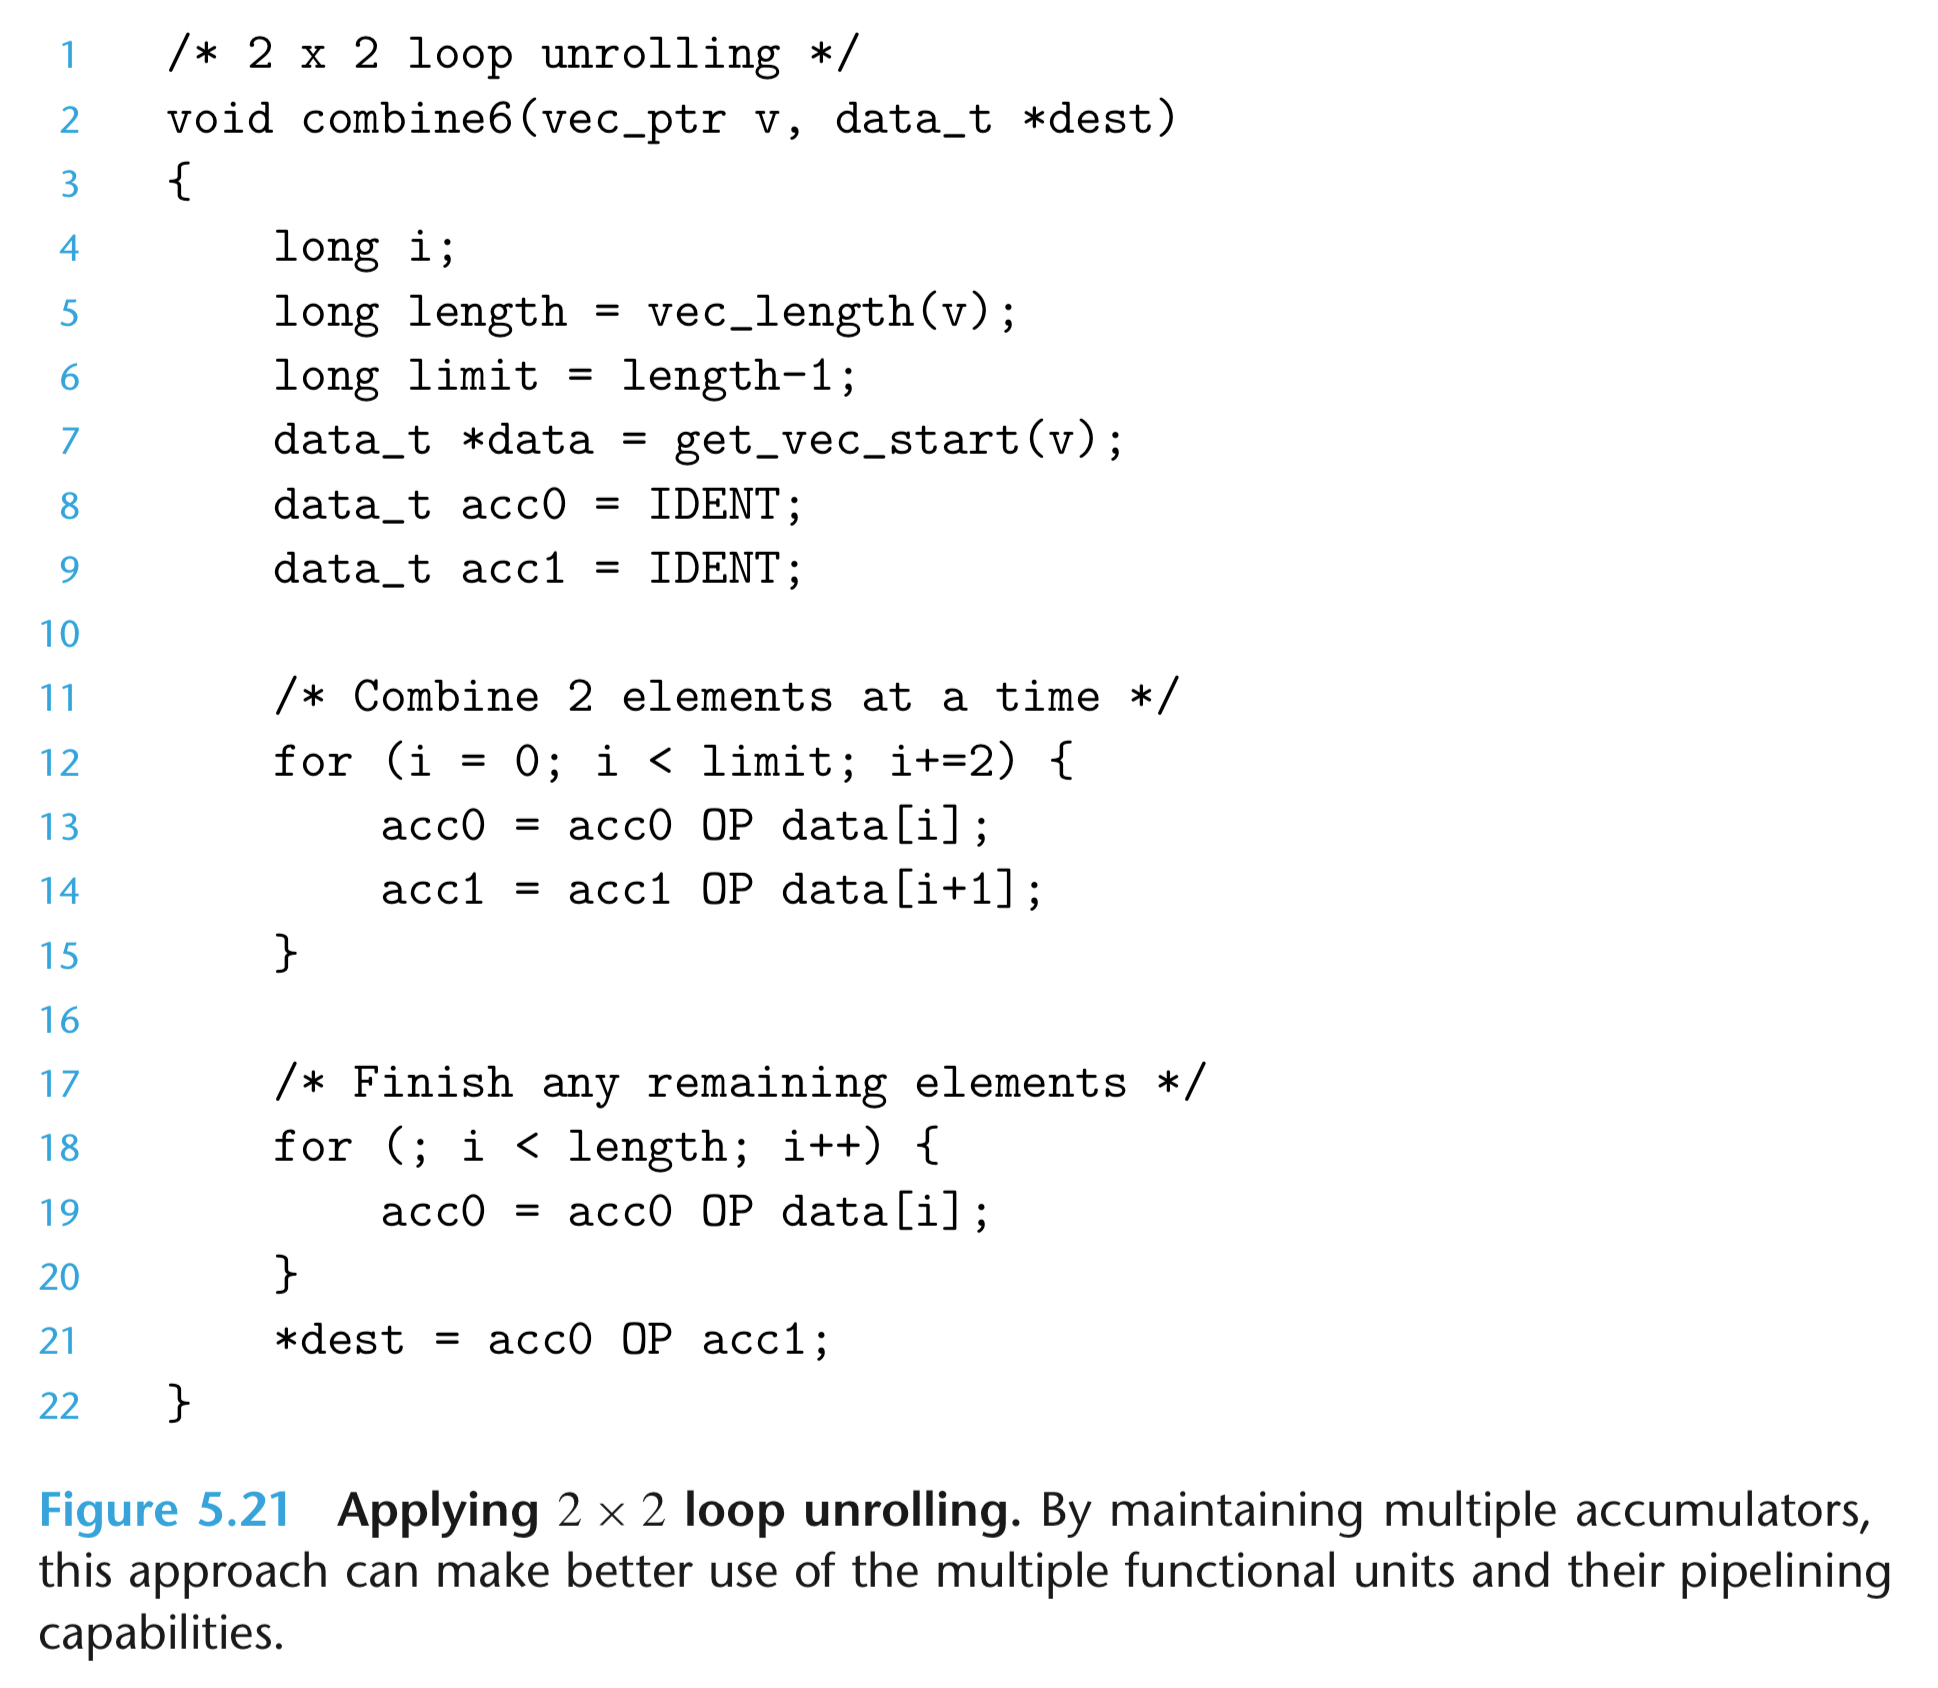 1 /* 2 x 2 loop unrolling */
2 void combine6(vec_ptr v, data_t *dest)
3 {
4     long i;
5     long length = vec_length(v);
6     long limit = length-1;
7     data_t *data = get_vec_start(v);
8     data_t acc0 = IDENT;
9     data_t acc1 = IDENT;
10
11     /* Combine 2 elements at a time */
12     for (i = 0; i < limit; i+=2) {
13         acc0 = acc0 OP data[i];
14         acc1 = acc1 OP data[i+1];
15     }
16
17     /* Finish any remaining elements */
18     for (; i < length; i++) {
19         acc0 = acc0 OP data[i];
20     }
21     *dest = acc0 OP acc1;
22 }
Figure 5.21 Applying 2 × 2 loop unrolling. By maintaining multiple accumulators,
this approach can make better use of the multiple functional units and their pipelining
capabilities.